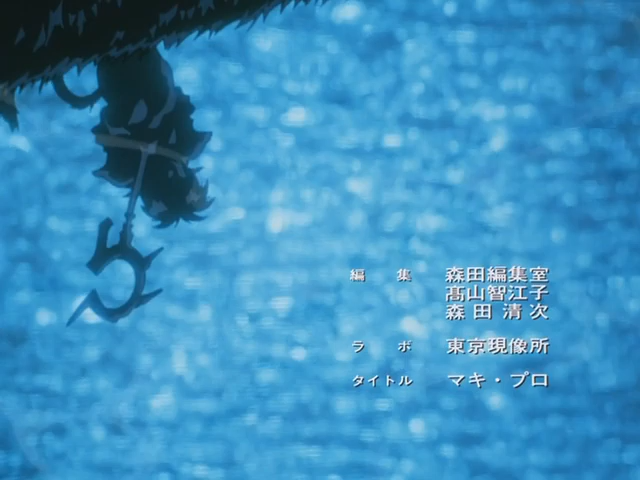 編集 森田編集室
髙山智江子
森田清次
ラボ 東京現像所
タイトル マキ・プロ